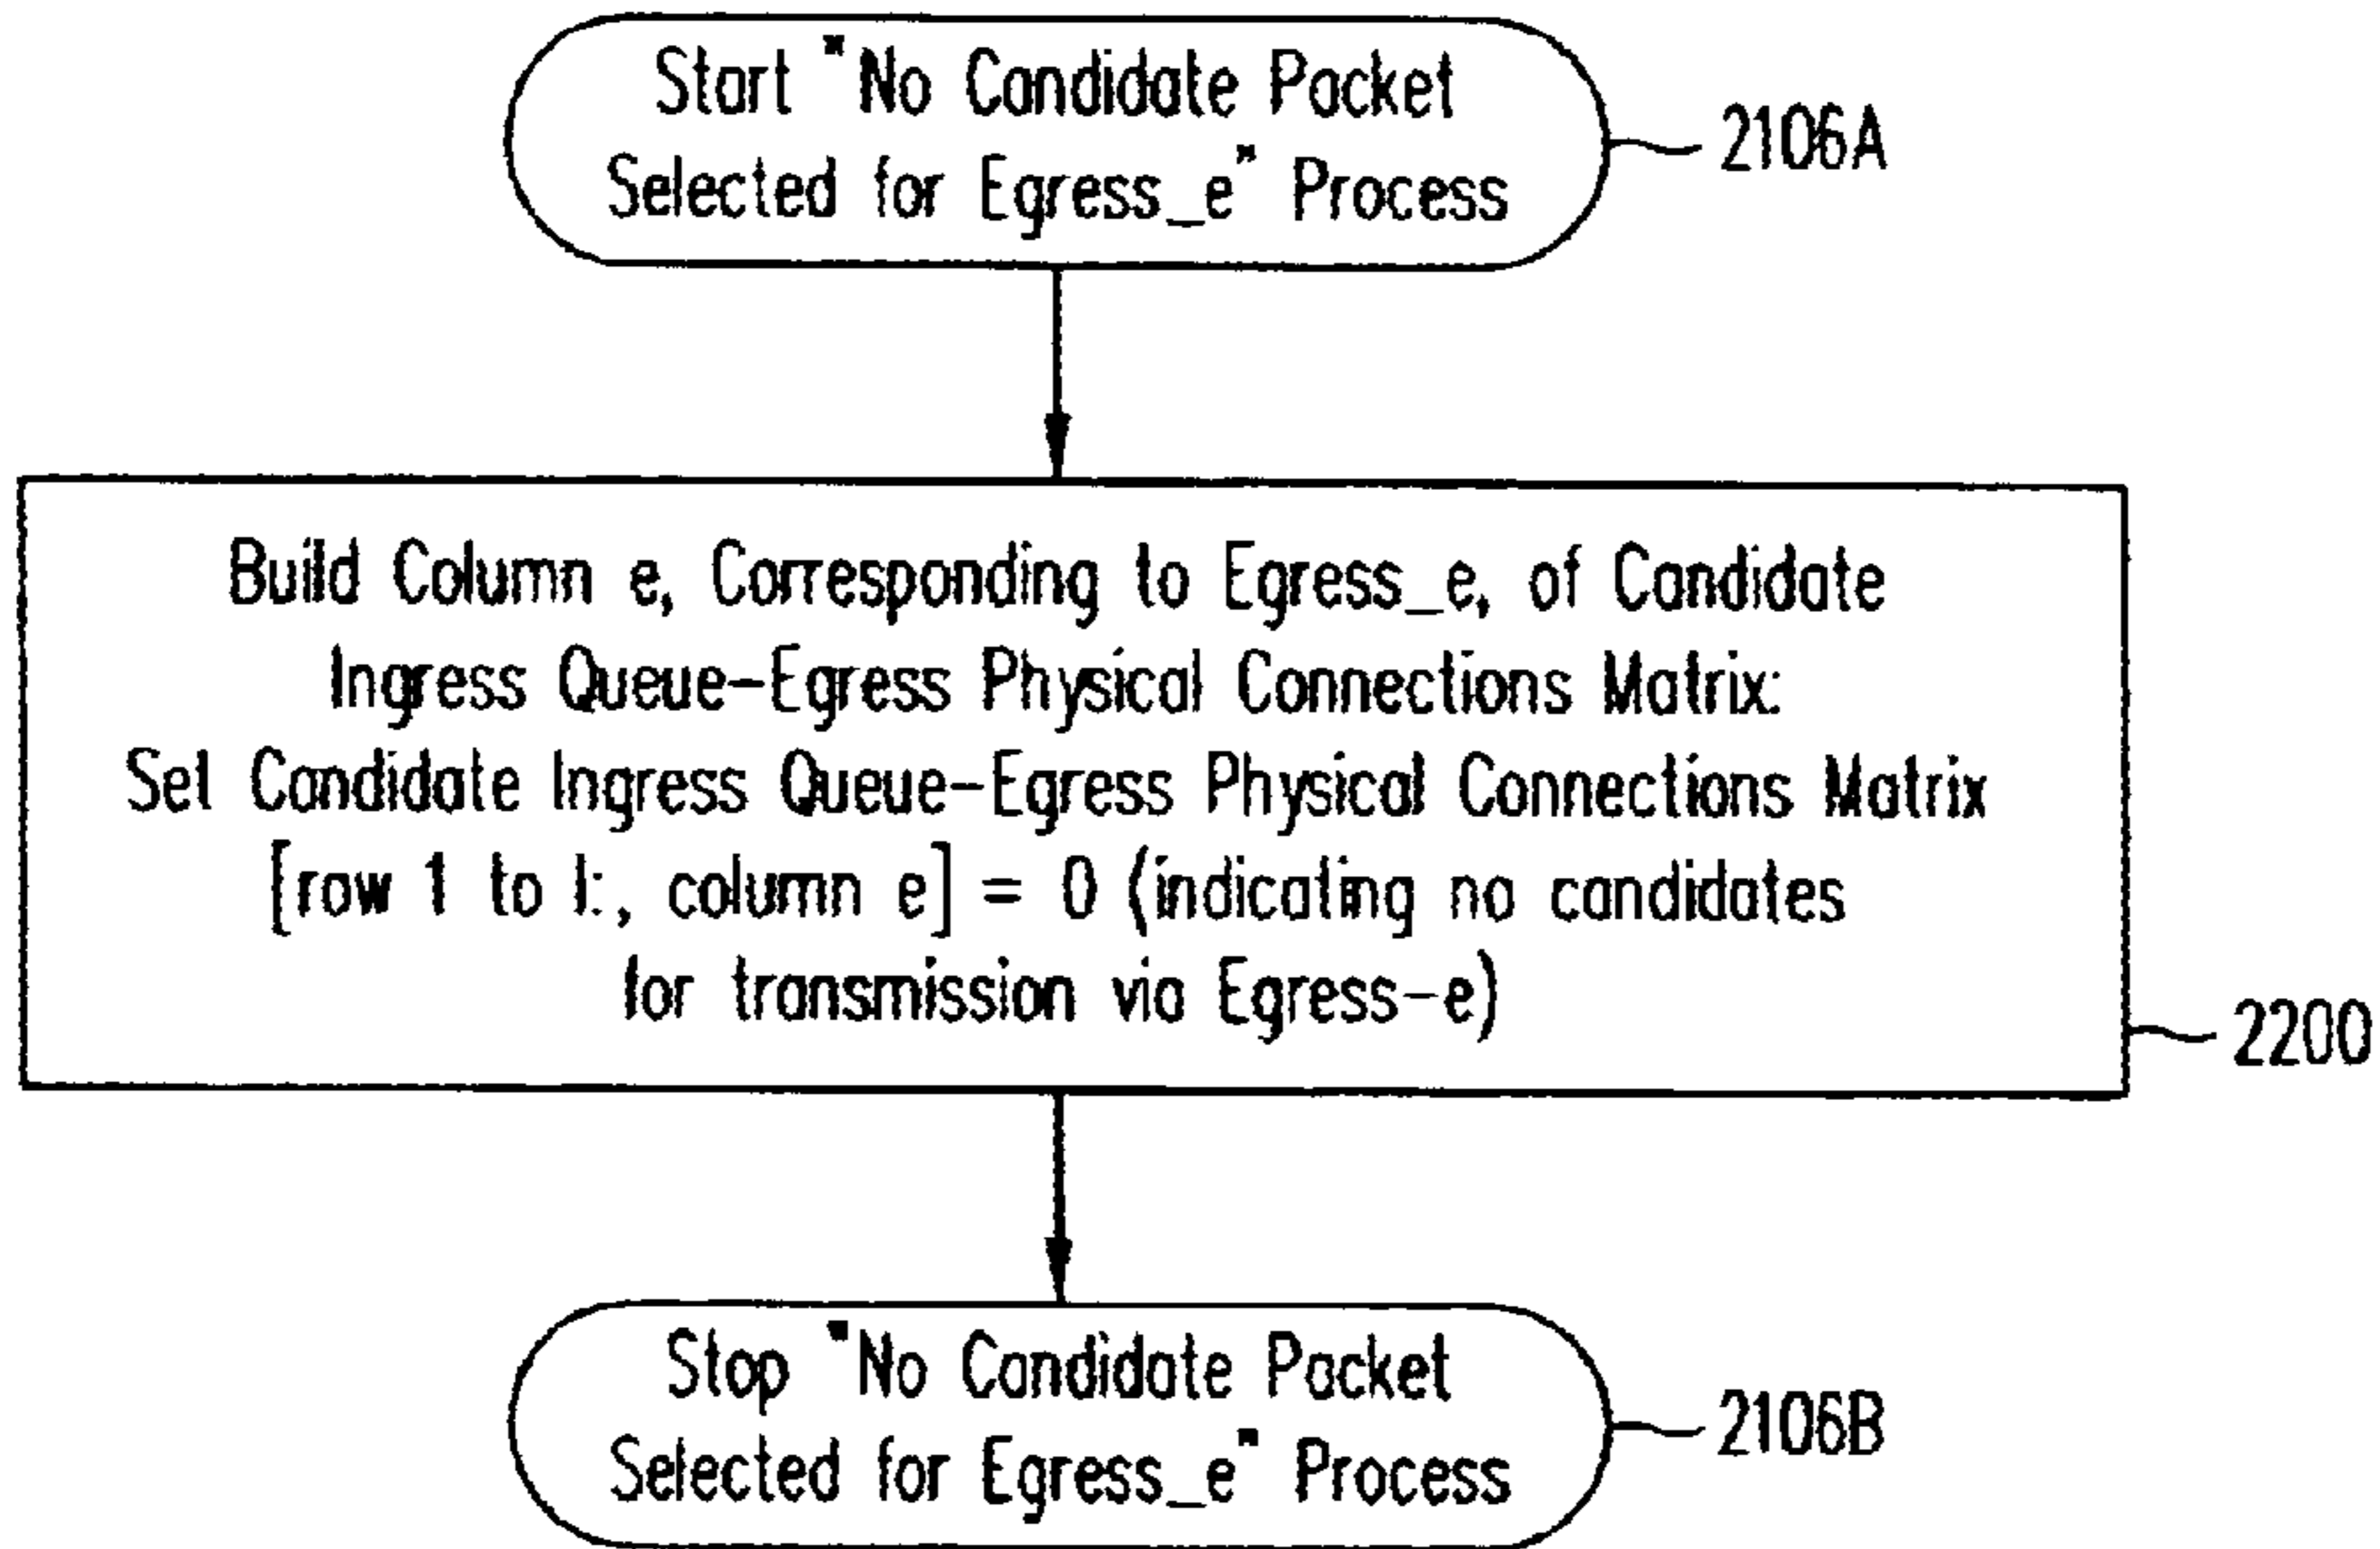 Start "No Candidate Packet
Selected for Egress_e" Process
2106A
Build Column e, Corresponding to Egress_e, of Candidate
Ingress Queue-Egress Physical Connections Matrix:
Set Candidate Ingress Queue-Egress Physical Connections Matrix
[row 1 to , column e] = 0 (indicating no candidates
for transmission via Egress-e)
2200
Stop "No Candidate Packet
Selected for Egress_e" Process
2106B